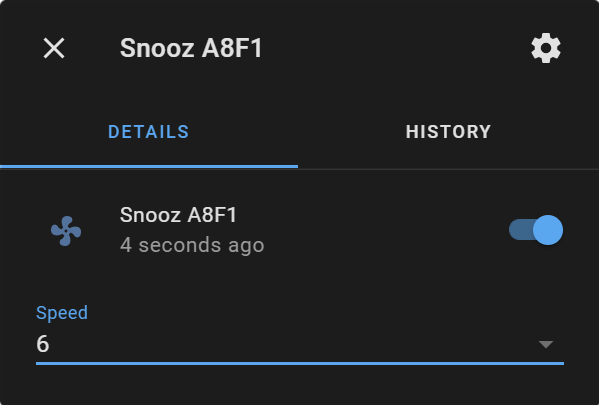 Snooz A8F1
DETAILS HISTORY
Snooz A8F1
4 seconds ago
Speed
6